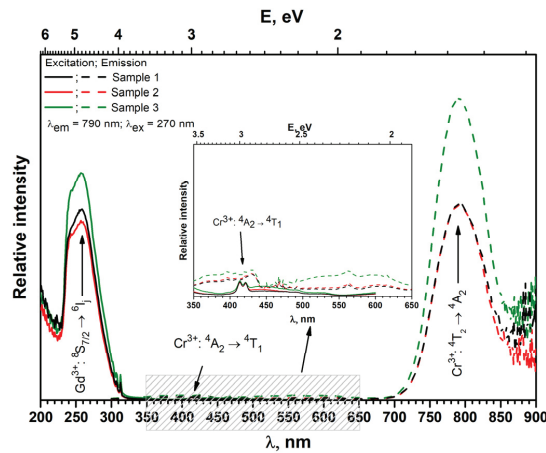 E, eV
6 5 4 3 2
Excitation; Emission
Sample 1
Sample 2
Sample 3
λem = 790 nm; λex = 270 nm
E, eV
3.5 3 2.5 2
Relative intensity
Cr³⁺: ⁴A₂ → ⁴T₁
350 400 450 500 550 600 650
λ, nm
Relative intensity
Gd³⁺: ⁸S₇/₂ → ⁶Iⱼ
Cr³⁺: ⁴A₂ → ⁴T₁
Cr³⁺: ⁴T₂ → ⁴A₂
200 250 300 350 400 450 500 550 600 650 700 750 800 850 900
λ, nm